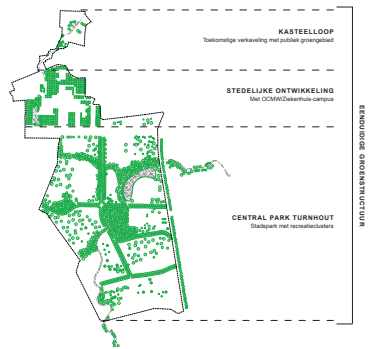 KASTEELLOOP
Toekomstige verkaveling met publiek groengebied
STEDELIJKE ONTWIKKELING
Met OCMW/Ziekenhuis-campus
CENTRAL PARK TURNHOUT
Stadspark met recreatieclusters
EENDUIDIGE GROENSTRUCTUUR